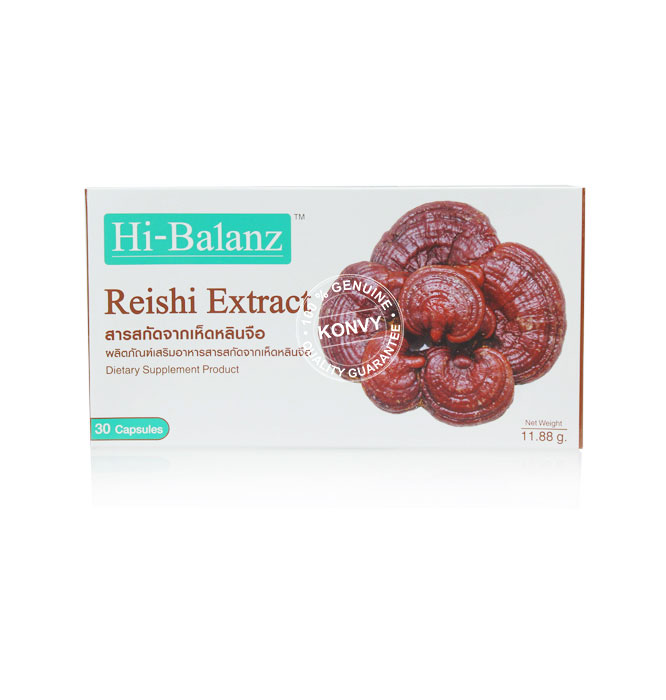 Hi-Balanz
TM
Reishi Extract
สารสกัดจากเห็ดหลินจือ
ผลิตภัณฑ์เสริมอาหารสารสกัดจากเห็ดหลินจือ
Dietary Supplement Product
30 Capsules
100% GENUINE
KONVY
QUALITY GUARANTEE
Net Weight
11.88 g.